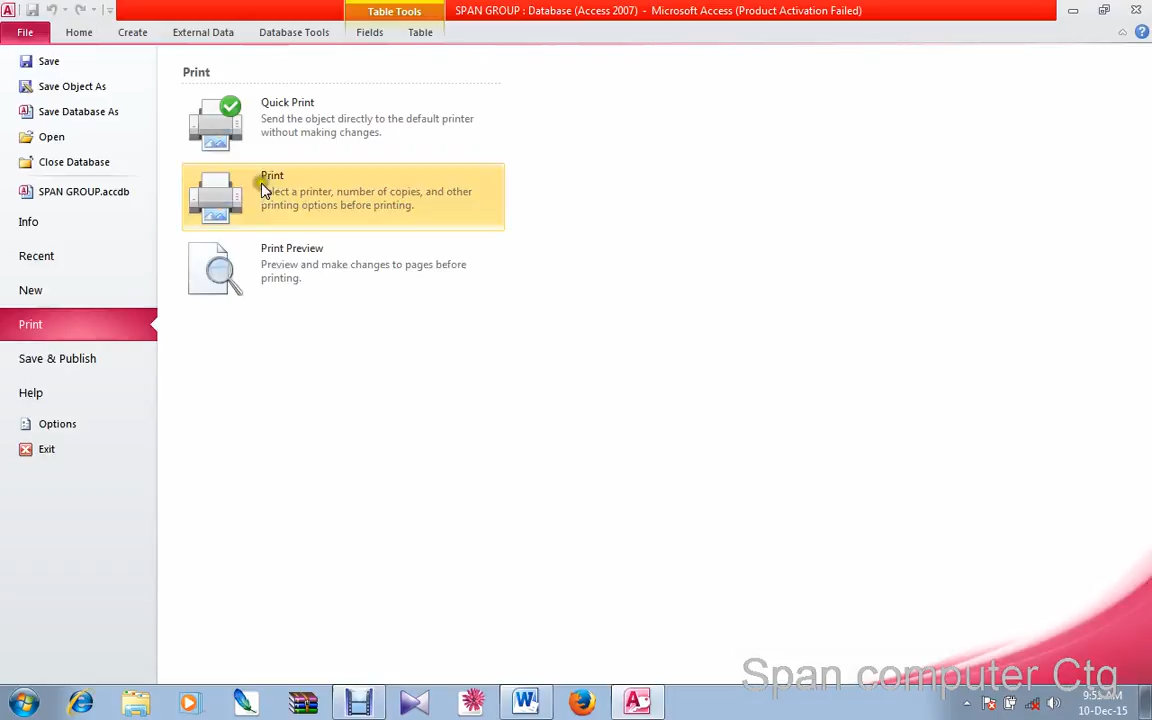 Table Tools
SPAN GROUP : Database (Access 2007) - Microsoft Access (Product Activation Failed)
File Home Create External Data Database Tools Fields Table
Save
Save Object As
Save Database As
Open
Close Database
SPAN GROUP.accdb
Info
Recent
New
Print
Save & Publish
Help
Options
Exit
Print
Quick Print
Send the object directly to the default printer
without making changes.
Print
a printer, number of copies, and other
printing options before printing.
Print Preview
Preview and make changes to pages before
printing.
Span computer Ctg
10-Dec-15